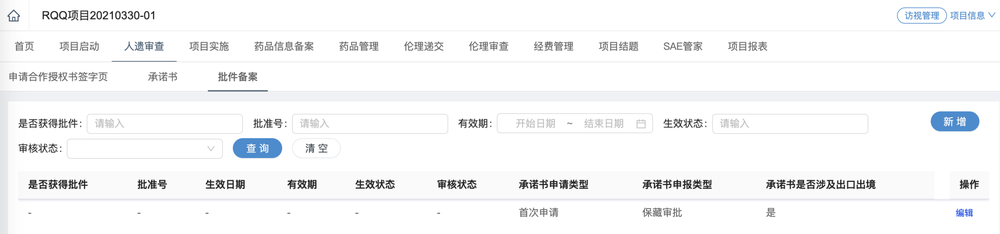 RQQ项目20210330-01 访视管理 项目信息
首页 项目启动 人遗审查 项目实施 药品信息备案 药品管理 伦理递交 伦理审查 经费管理 项目结题 SAE管家 项目报表
申请合作授权书签字页 承诺书 批件备案
是否获得批件: 请输入 批准号: 请输入 有效期: 开始日期 ~ 结束日期 生效状态: 请输入 新 增
审核状态: 查 询 清 空
是否获得批件 批准号 生效日期 有效期 生效状态 审核状态 承诺书申请类型 承诺书申报类型 承诺书是否涉及出口出境 操作
- - - - - - 首次申请 保藏审批 是 编辑